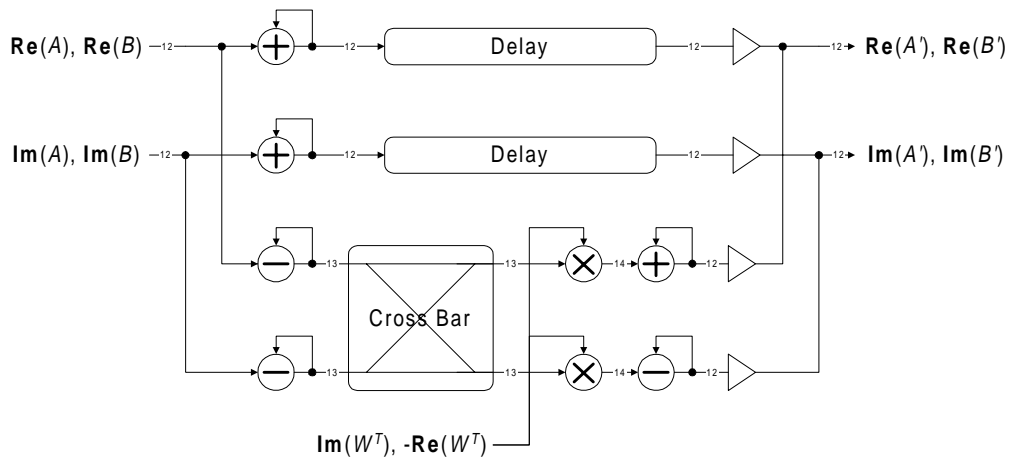 Re(A), Re(B) 12 12 Delay 12 12 Re(A'), Re(B')
Im(A), Im(B) 12 12 Delay 12 12 Im(A'), Im(B')
13 13 14 12
Cross Bar
13 13 14 12
Im(W^T), -Re(W^T)